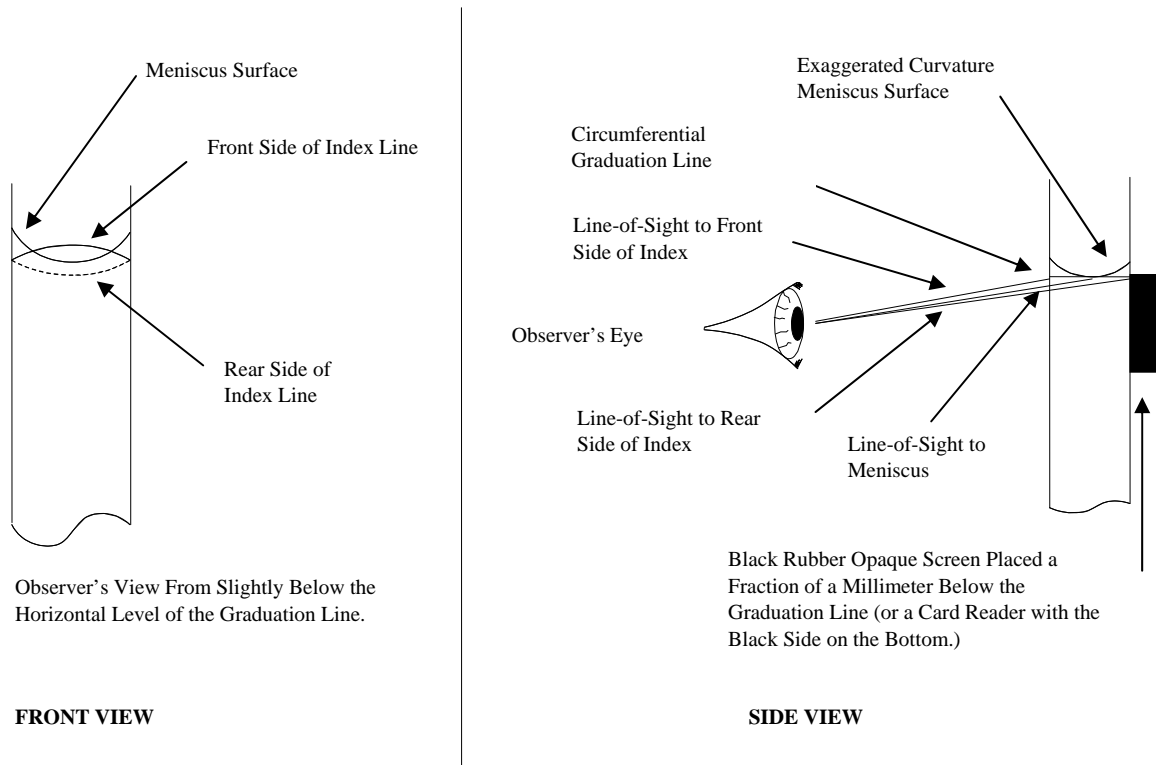 Meniscus Surface
Front Side of Index Line
Rear Side of
Index Line
Observer’s View From Slightly Below the
Horizontal Level of the Graduation Line.
FRONT VIEW
Exaggerated Curvature
Meniscus Surface
Circumferential
Graduation Line
Line-of-Sight to Front
Side of Index
Observer’s Eye
Line-of-Sight to Rear
Side of Index
Line-of-Sight to
Meniscus
Black Rubber Opaque Screen Placed a
Fraction of a Millimeter Below the
Graduation Line (or a Card Reader with the
Black Side on the Bottom.)
SIDE VIEW